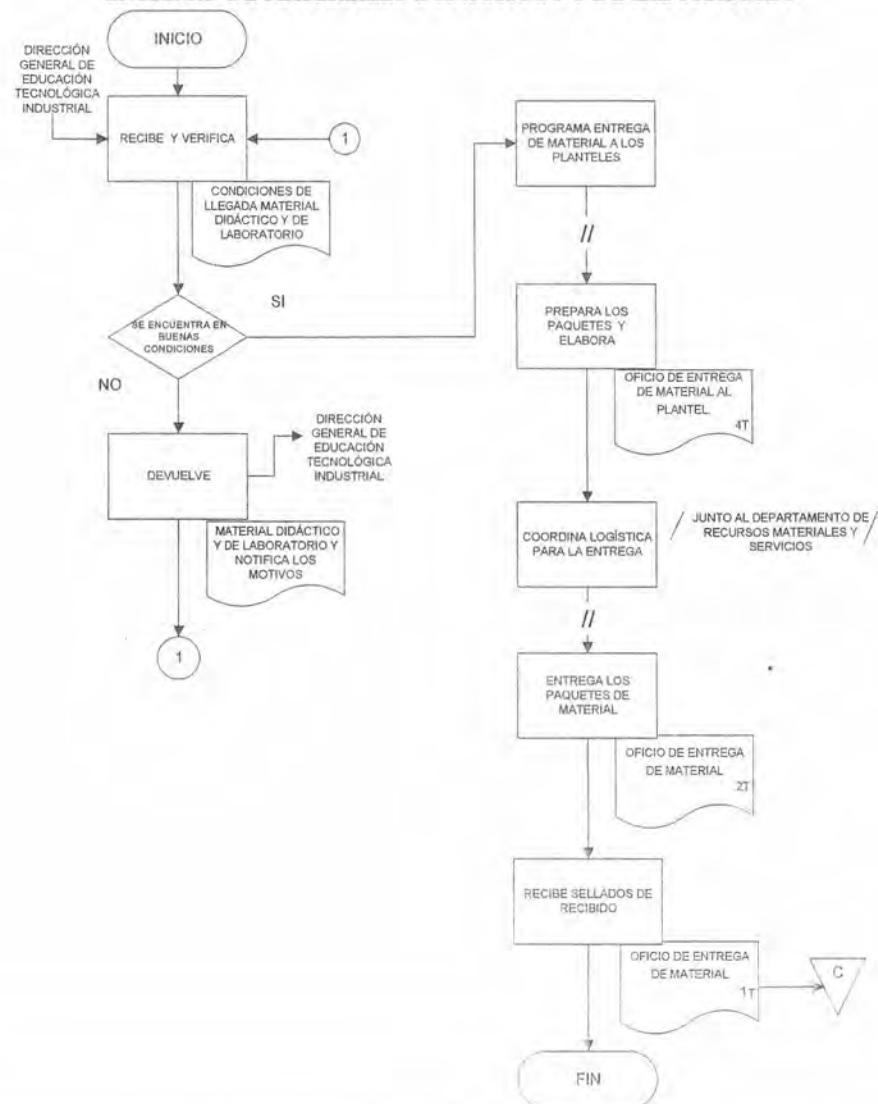 INICIO
DIRECCIÓN
GENERAL DE
EDUCACIÓN
TECNOLÓGICA
INDUSTRIAL
RECIBE Y VERIFICA
1
CONDICIONES DE
LLEGADA MATERIAL
DIDÁCTICO Y DE
LABORATORIO
SE ENCUENTRA EN
BUENAS
CONDICIONES
SI
NO
DEVUELVE
DIRECCIÓN
GENERAL DE
EDUCACIÓN
TECNOLÓGICA
INDUSTRIAL
MATERIAL DIDÁCTICO
Y DE LABORATORIO Y
NOTIFICA LOS
MOTIVOS
1
PROGRAMA ENTREGA
DE MATERIAL A LOS
PLANTELES
//
PREPARA LOS
PAQUETES Y
ELABORA
OFICIO DE ENTREGA
DE MATERIAL AL
PLANTEL.
4T
COORDINA LOGÍSTICA
PARA LA ENTREGA
/ JUNTO AL DEPARTAMENTO DE /
RECURSOS MATERIALES Y
SERVICIOS
//
ENTREGA LOS
PAQUETES DE
MATERIAL
OFICIO DE ENTREGA
DE MATERIAL
2T
RECIBE SELLADOS DE
RECIBIDO
OFICIO DE ENTREGA
DE MATERIAL
1T
C
FIN